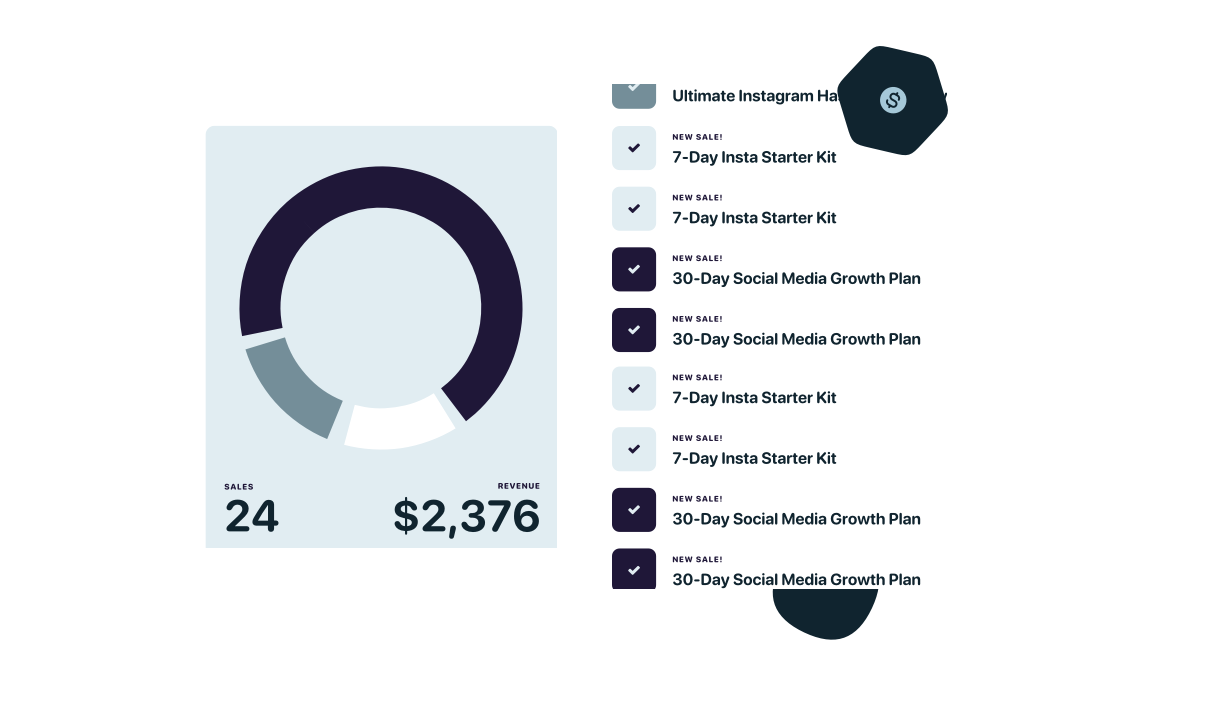 SALES
24
REVENUE
$2,376
Ultimate Instagram
NEW SALE!
7-Day Insta Starter Kit
NEW SALE!
7-Day Insta Starter Kit
NEW SALE!
30-Day Social Media Growth Plan
NEW SALE!
30-Day Social Media Growth Plan
NEW SALE!
7-Day Insta Starter Kit
NEW SALE!
7-Day Insta Starter Kit
NEW SALE!
30-Day Social Media Growth Plan
NEW SALE!
30-Day Social Media Growth Plan